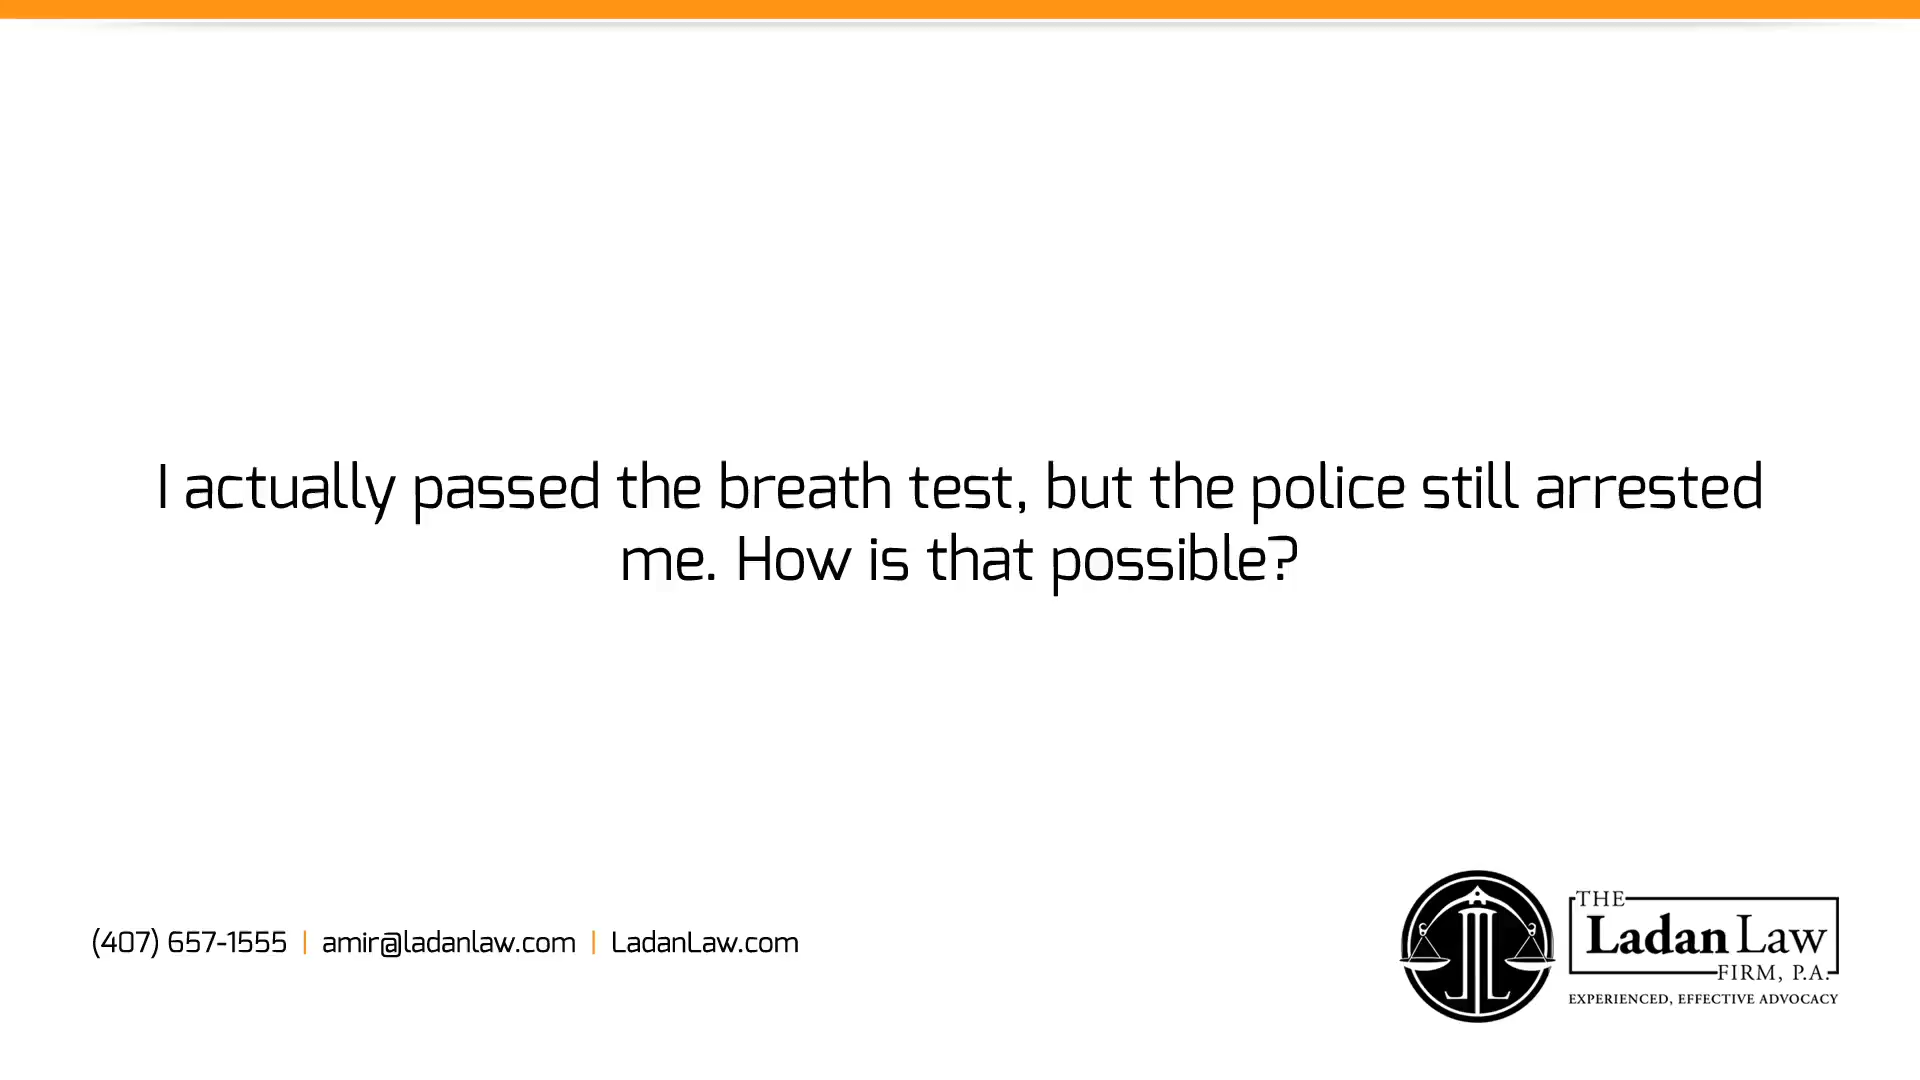 I actually passed the breath test, but the police still arrested
me. How is that possible?
(407) 657-1555 | amir@ladanlaw.com | LadanLaw.com
THE
Ladan Law
FIRM, P.A.
EXPERIENCED, EFFECTIVE ADVOCACY